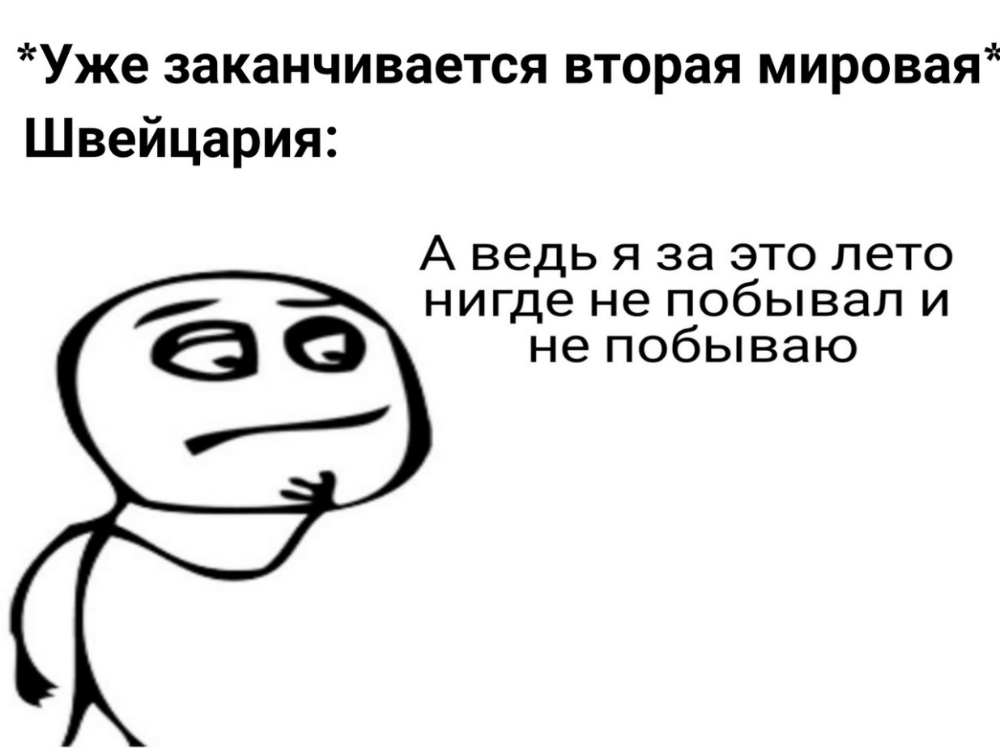 *Уже заканчивается вторая мировая*
Швейцария:
А ведь я за это лето
нигде не побывал и
не побываю